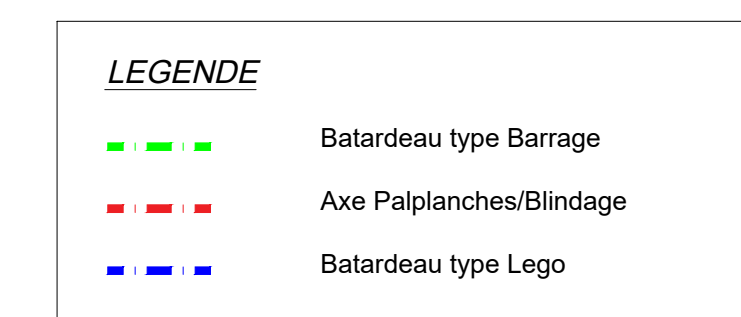 LEGENDE
Batardeau type Barrage
Axe Palplanches/Blindage
Batardeau type Lego